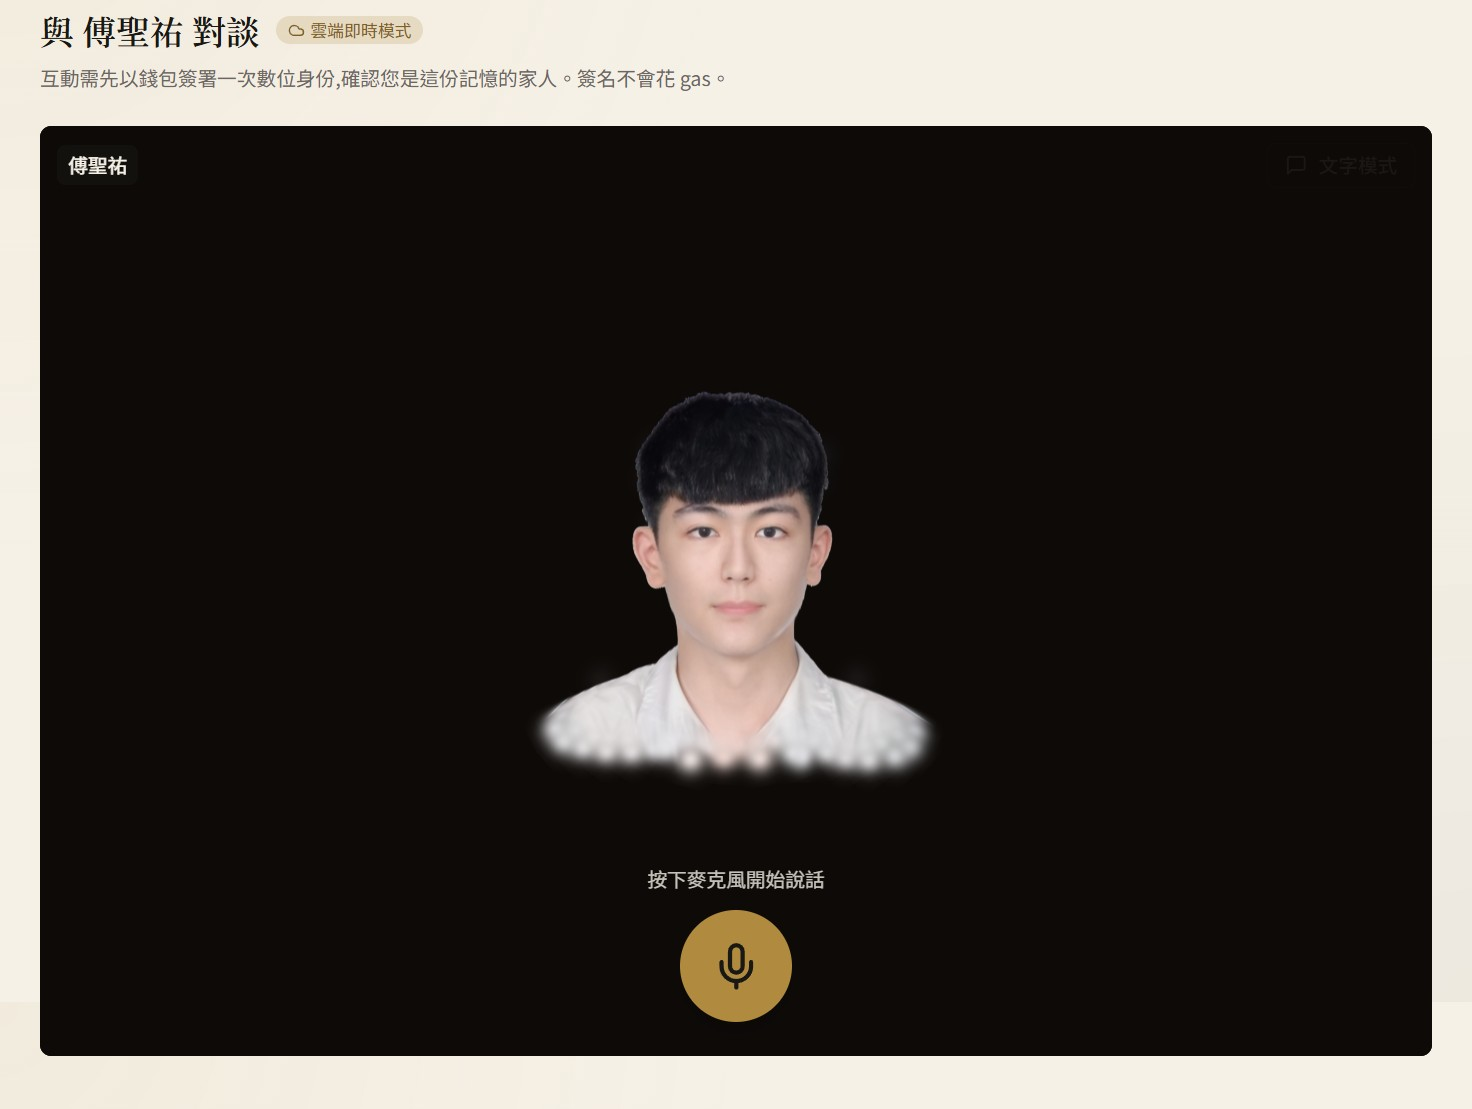 與 傅聖祐 對談
雲端即時模式
互動需先以錢包簽署一次數位身份,確認您是這份記憶的家人。簽名不會花 gas。
傅聖祐
文字模式
按下麥克風開始說話